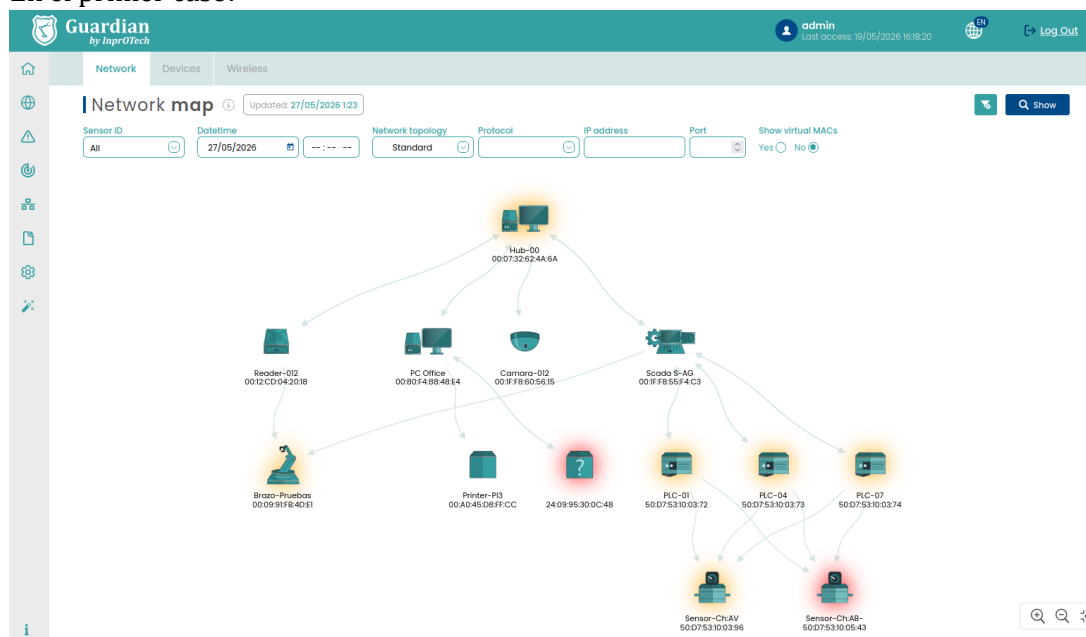 En el primer caso:
Guardian
by InprOTech
admin
Last access: 19/05/2026 16:18:20
EN
Log Out
Network Devices Wireless
Network map
Updated: 27/05/2026 1:23
Show
Sensor ID Datetime Network topology Protocol IP address Port Show virtual MACs
All 27/05/2026 --:-- -- Standard Yes No
Hub-00
00:07:32:62:4A:6A
Reader-012
00:12:CD:04:20:18
PC Office
00:80:F4:88:48:E4
Camara-012
00:1F:F8:60:56:15
Scada S-AG
00:1F:F8:55:F4:C3
Brazo-Pruebas
00:09:91:FB:4D:E1
Printer-PI3
00:A0:45:D8:FF:CC
?
24:09:95:30:0C:48
PLC-01
50:D7:53:10:03:72
PLC-04
50:D7:53:10:03:73
PLC-07
50:D7:53:10:03:74
Sensor-Ch:AV
50:D7:53:10:03:96
Sensor-Ch:AB-
50:D7:53:10:05:43
i